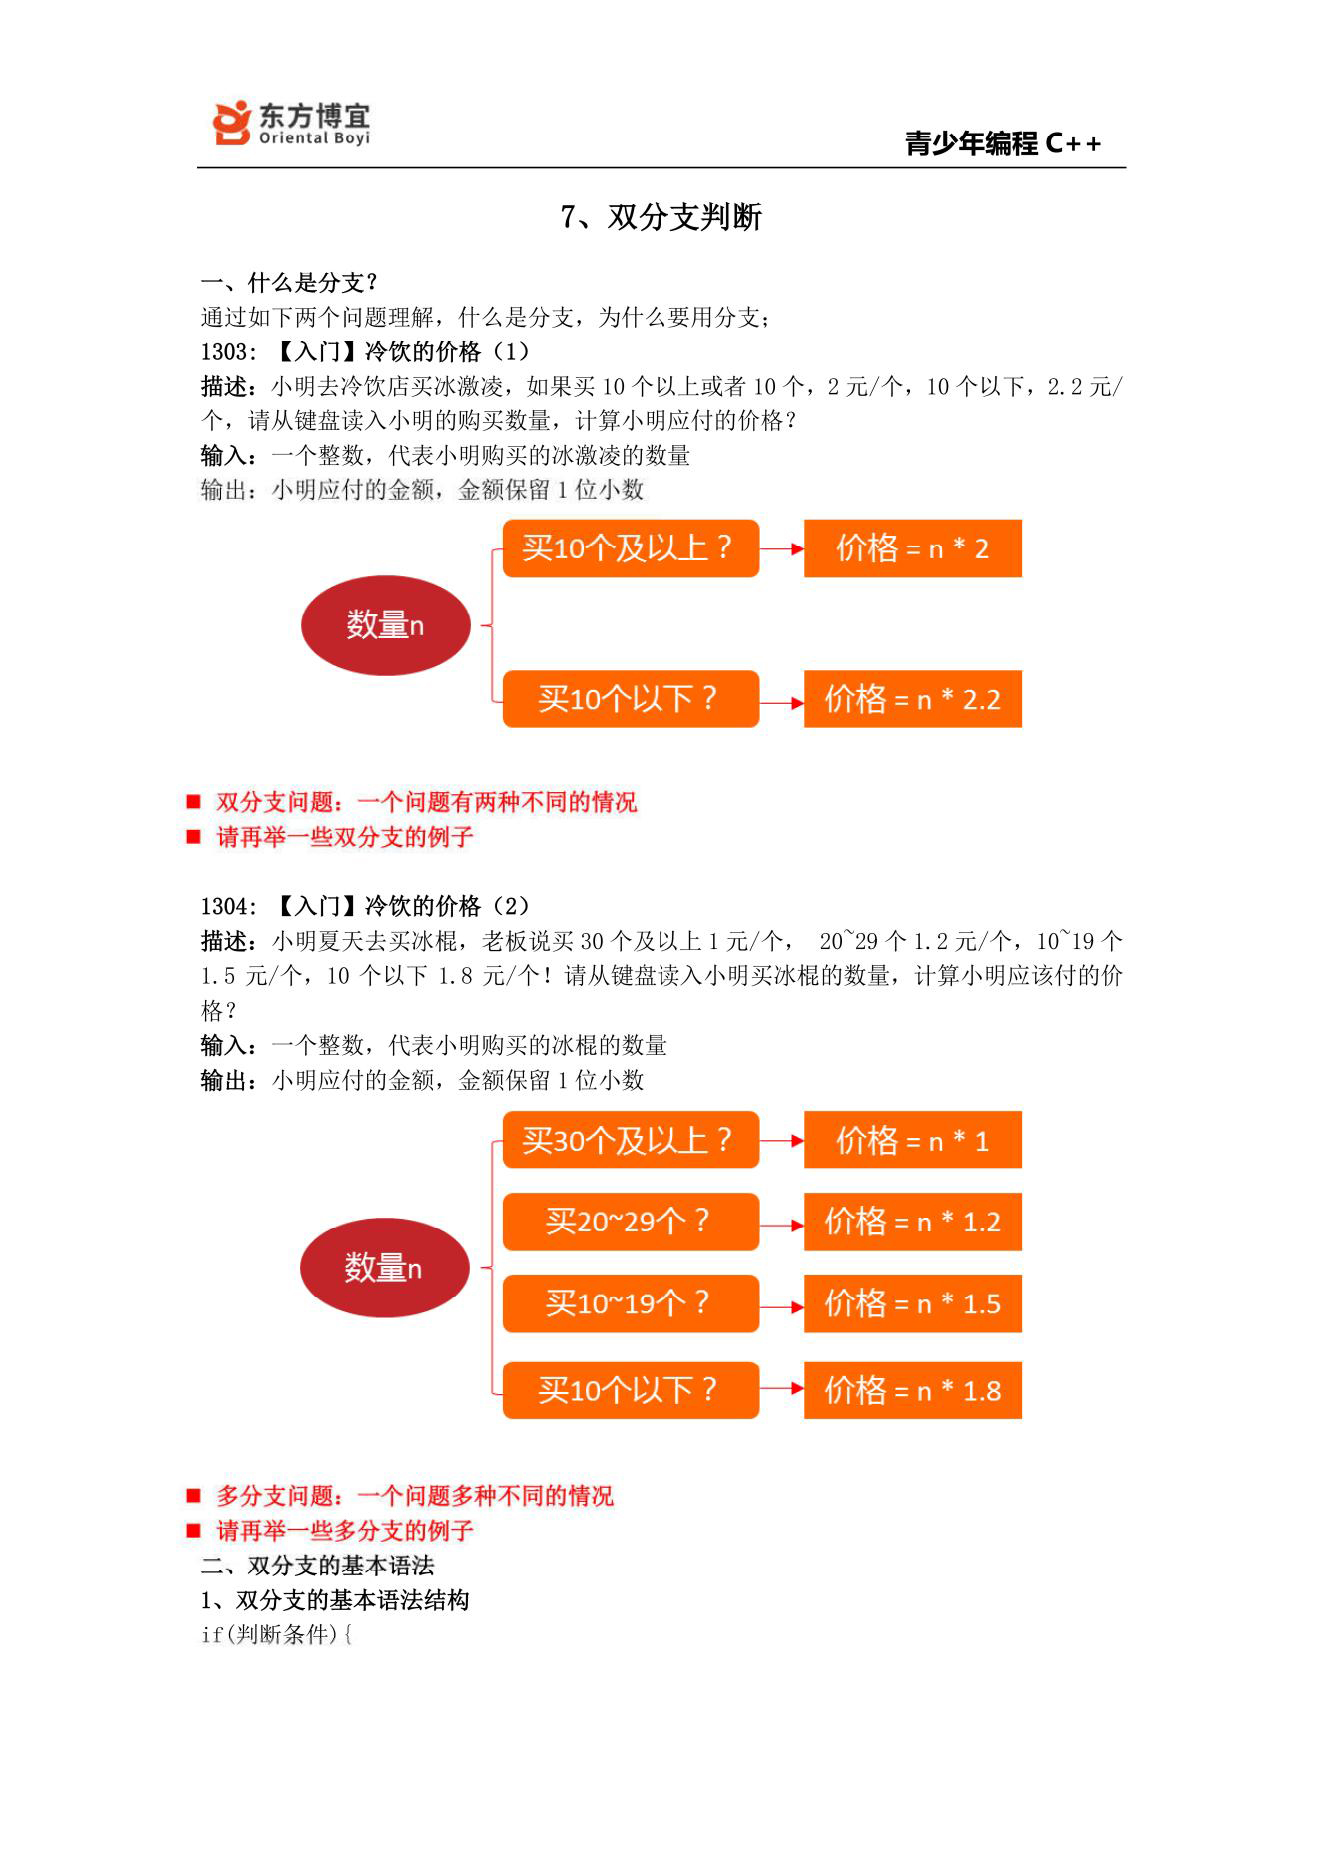 东方博宜
Oriental Boyi
青少年编程 C++
7、双分支判断
一、什么是分支？
通过如下两个问题理解，什么是分支，为什么要用分支；
1303: 【入门】冷饮的价格（1）
描述：小明去冷饮店买冰激凌，如果买 10 个以上或者 10 个，2 元/个，10 个以下，2.2 元/
个，请从键盘读入小明的购买数量，计算小明应付的价格？
输入：一个整数，代表小明购买的冰激凌的数量
输出：小明应付的金额，金额保留 1 位小数
买10个及以上？
价格 = n * 2
数量n
买10个以下？
价格 = n * 2.2
■ 双分支问题：一个问题有两种不同的情况
■ 请再举一些双分支的例子
1304: 【入门】冷饮的价格（2）
描述：小明夏天去买冰棍，老板说买 30 个及以上 1 元/个， 20~29 个 1.2 元/个，10~19 个
1.5 元/个，10 个以下 1.8 元/个！请从键盘读入小明买冰棍的数量，计算小明应该付的价
格？
输入：一个整数，代表小明购买的冰棍的数量
输出：小明应付的金额，金额保留 1 位小数
买30个及以上？
价格 = n * 1
买20~29个？
价格 = n * 1.2
数量n
买10~19个？
价格 = n * 1.5
买10个以下？
价格 = n * 1.8
■ 多分支问题：一个问题多种不同的情况
■ 请再举一些多分支的例子
二、双分支的基本语法
1、双分支的基本语法结构
if(判断条件){